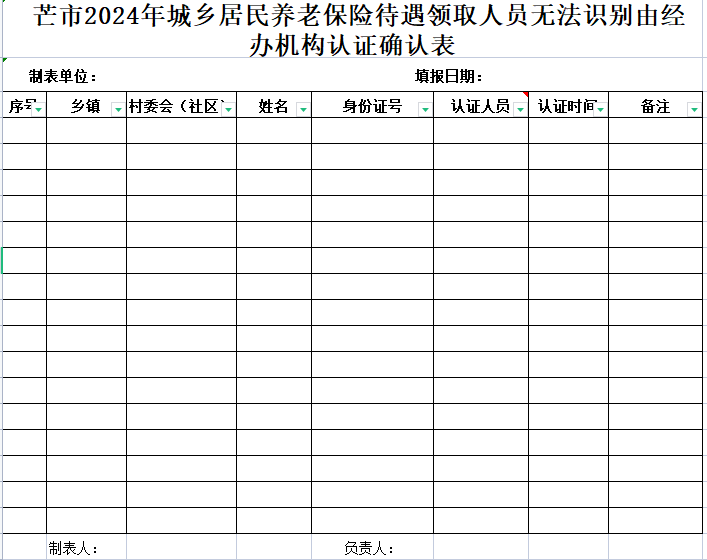 芒市2024年城乡居民养老保险待遇领取人员无法识别由经
办机构认证确认表
制表单位： 填报日期：
序号 乡镇 村委会（社区 姓名 身份证号 认证人员 认证时间 备注
制表人： 负责人：